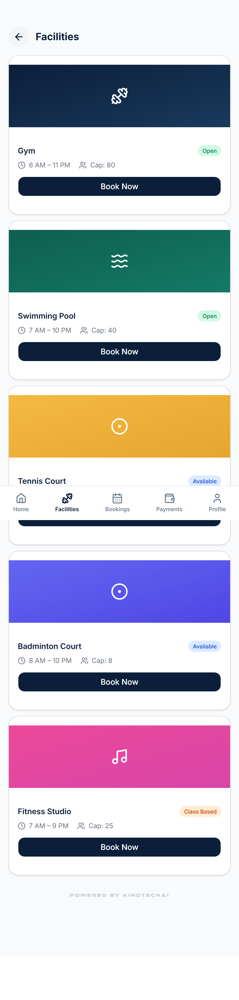 Facilities
Gym
Open
6 AM – 11 PM
Cap: 80
Book Now
Swimming Pool
Open
7 AM – 10 PM
Cap: 40
Book Now
Tennis Court
Available
Home
Facilities
Bookings
Payments
Profile
Badminton Court
Available
8 AM – 10 PM
Cap: 8
Book Now
Fitness Studio
Class Based
7 AM – 9 PM
Cap: 25
Book Now
POWERED BY KINOTECHAI